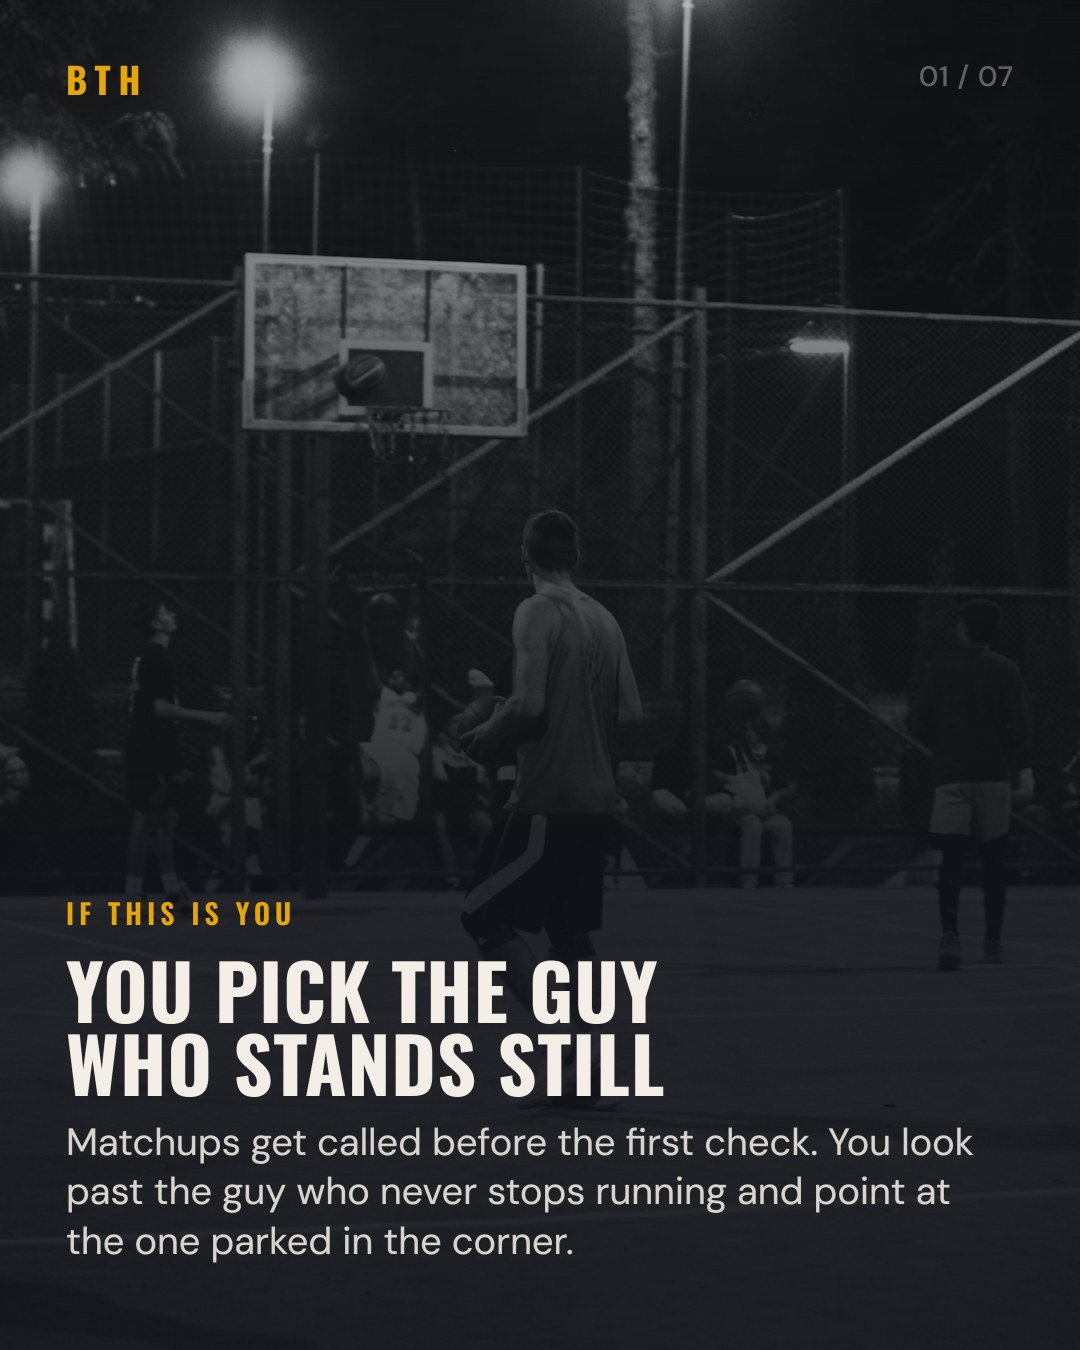 BTH
01 / 07
IF THIS IS YOU
YOU PICK THE GUY
WHO STANDS STILL
Matchups get called before the first check. You look
past the guy who never stops running and point at
the one parked in the corner.